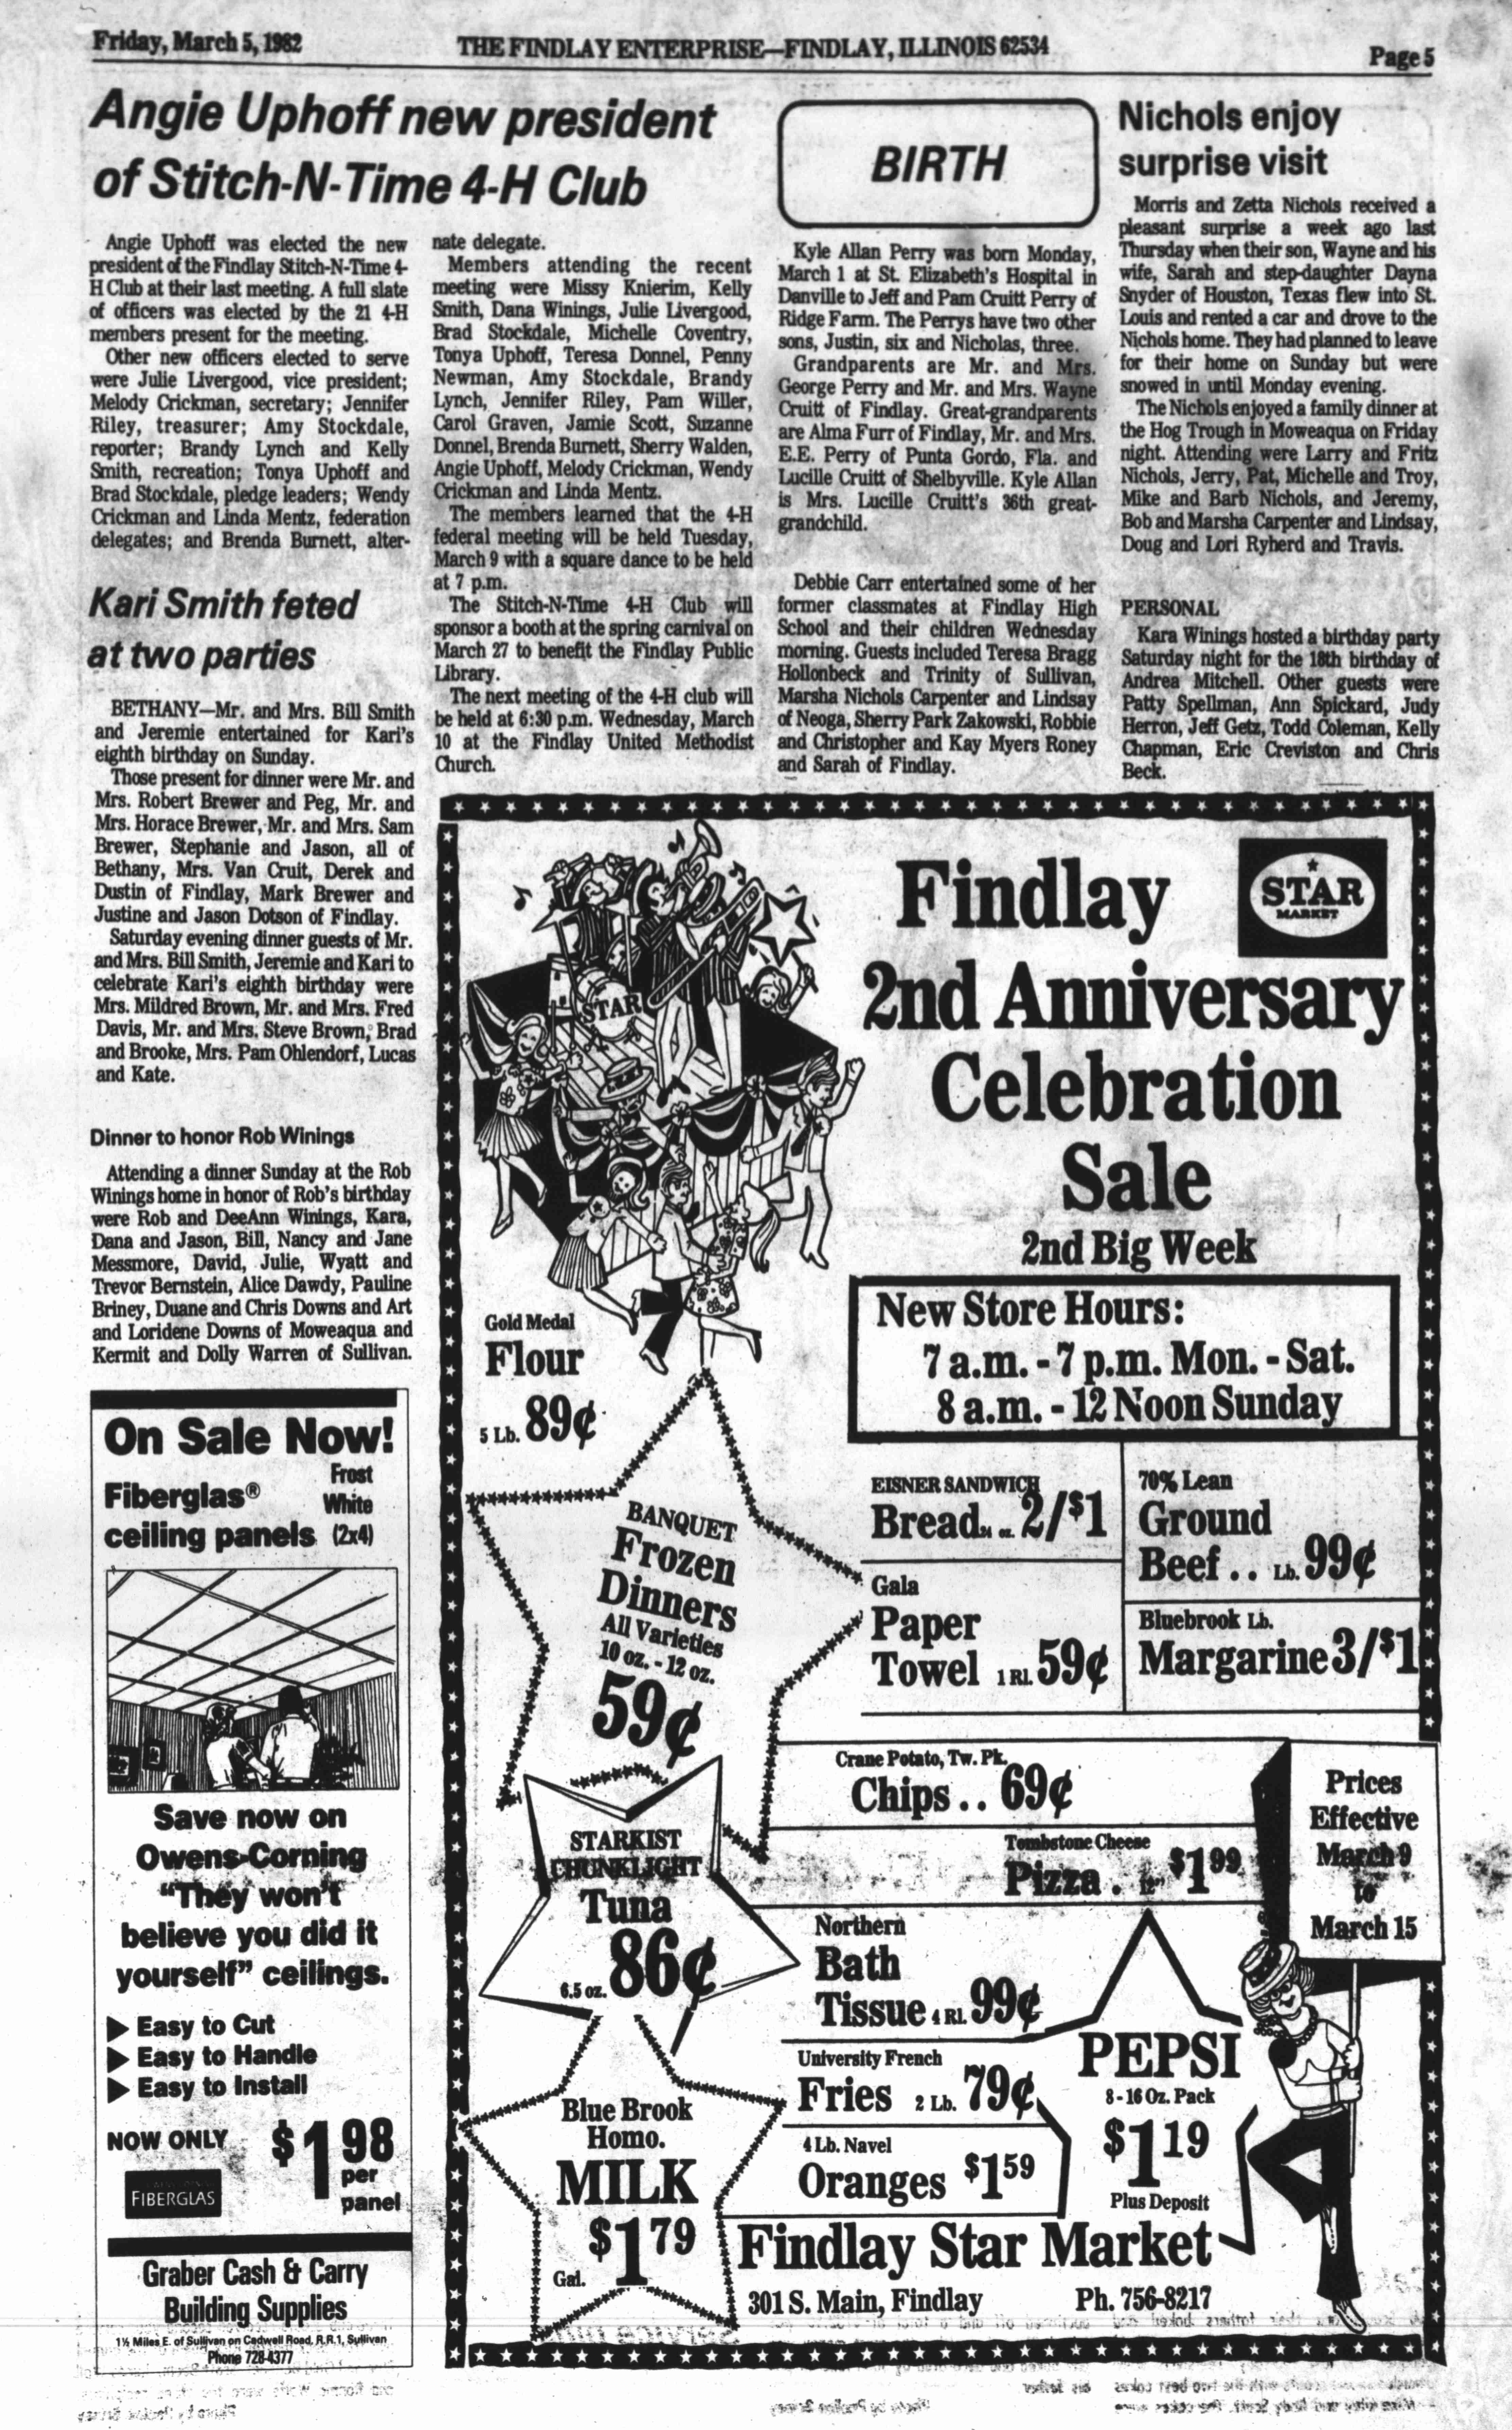 Friday, March 5, 1982
THE FINDLAY ENTERPRISE—FINDLAY, ILLINOIS 62534
Page 5
Angie Uphoff new president
of Stitch-N-Time 4-H Club
Angie Uphoff was elected the new
president of the Findlay Stitch-N-Time 4-
H Club at their last meeting. A full slate
of officers was elected by the 21 4-H
members present for the meeting.
Other new officers elected to serve
were Julie Livergood, vice president;
Melody Crickman, secretary; Jennifer
Riley, treasurer; Amy Stockdale,
reporter; Brandy Lynch and Kelly
Smith, recreation; Tonya Uphoff and
Brad Stockdale, pledge leaders; Wendy
Crickman and Linda Mentz, federation
delegates; and Brenda Burnett, alter-
nate delegate.
Members attending the recent
meeting were Missy Knierim, Kelly
Smith, Dana Winings, Julie Livergood,
Brad Stockdale, Michelle Coventry,
Tonya Uphoff, Teresa Donnel, Penny
Newman, Amy Stockdale, Brandy
Lynch, Jennifer Riley, Pam Willer,
Carol Graven, Jamie Scott, Suzanne
Donnel, Brenda Burnett, Sherry Walden,
Angie Uphoff, Melody Crickman, Wendy
Crickman and Linda Mentz.
The members learned that the 4-H
federal meeting will be held Tuesday,
March 9 with a square dance to be held
at 7 p.m.
The Stitch-N-Time 4-H Club will
sponsor a booth at the spring carnival on
March 27 to benefit the Findlay Public
Library.
The next meeting of the 4-H club will
be held at 6:30 p.m. Wednesday, March
10 at the Findlay United Methodist
Church.
Kari Smith feted
at two parties
BETHANY—Mr. and Mrs. Bill Smith
and Jeremie entertained for Kari's
eighth birthday on Sunday.
Those present for dinner were Mr. and
Mrs. Robert Brewer and Peg, Mr. and
Mrs. Horace Brewer, Mr. and Mrs. Sam
Brewer, Stephanie and Jason, all of
Bethany, Mrs. Van Cruit, Derek and
Dustin of Findlay, Mark Brewer and
Justine and Jason Dotson of Findlay.
Saturday evening dinner guests of Mr.
and Mrs. Bill Smith, Jeremie and Kari to
celebrate Kari's eighth birthday were
Mrs. Mildred Brown, Mr. and Mrs. Fred
Davis, Mr. and Mrs. Steve Brown, Brad
and Brooke, Mrs. Pam Ohlendorf, Lucas
and Kate.
Dinner to honor Rob Winings
Attending a dinner Sunday at the Rob
Winings home in honor of Rob's birthday
were Rob and DeeAnn Winings, Kara,
Dana and Jason, Bill, Nancy and Jane
Messmore, David, Julie, Wyatt and
Trevor Bernstein, Alice Dawdy, Pauline
Briney, Duane and Chris Downs and Art
and Loridene Downs of Moweaqua and
Kermit and Dolly Warren of Sullivan.
BIRTH
Kyle Allan Perry was born Monday,
March 1 at St. Elizabeth's Hospital in
Danville to Jeff and Pam Cruitt Perry of
Ridge Farm. The Perrys have two other
sons, Justin, six and Nicholas, three.
Grandparents are Mr. and Mrs.
George Perry and Mr. and Mrs. Wayne
Cruitt of Findlay. Great-grandparents
are Alma Furr of Findlay, Mr. and Mrs.
E.E. Perry of Punta Gordo, Fla. and
Lucille Cruitt of Shelbyville. Kyle Allan
is Mrs. Lucille Cruitt's 36th great-
grandchild.
Debbie Carr entertained some of her
former classmates at Findlay High
School and their children Wednesday
morning. Guests included Teresa Bragg
Hollonbeck and Trinity of Sullivan,
Marsha Nichols Carpenter and Lindsay
of Neoga, Sherry Park Zakowski, Robbie
and Christopher and Kay Myers Roney
and Sarah of Findlay.
Nichols enjoy
surprise visit
Morris and Zetta Nichols received a
pleasant surprise a week ago last
Thursday when their son, Wayne and his
wife, Sarah and step-daughter Dayna
Snyder of Houston, Texas flew into St.
Louis and rented a car and drove to the
Nichols home. They had planned to leave
for their home on Sunday but were
snowed in until Monday evening.
The Nichols enjoyed a family dinner at
the Hog Trough in Moweaqua on Friday
night. Attending were Larry and Fritz
Nichols, Jerry, Pat, Michelle and Troy,
Mike and Barb Nichols, and Jeremy,
Bob and Marsha Carpenter and Lindsay,
Doug and Lori Ryherd and Travis.
PERSONAL
Kara Winings hosted a birthday party
Saturday night for the 18th birthday of
Andrea Mitchell. Other guests were
Patty Spellman, Ann Spickard, Judy
Herron, Jeff Getz, Todd Coleman, Kelly
Chapman, Eric Creviston and Chris
Beck.
On Sale Now!
Fiberglas® Frost
White
ceiling panels (2x4)
Save now on
Owens-Corning
"They won't
believe you did it
yourself" ceilings.
Easy to Cut
Easy to Handle
Easy to Install
NOW ONLY $1 98
per
panel
FIBERGLAS
Graber Cash & Carry
Building Supplies
1½ Miles E. of Sullivan on Cadwell Road, R.R.1, Sullivan
Phone 728-4377
STAR
STAR
MARKET
Findlay
2nd Anniversary
Celebration
Sale
2nd Big Week
New Store Hours:
7 a.m. - 7 p.m. Mon. - Sat.
8 a.m. - 12 Noon Sunday
Gold Medal
Flour
5 Lb. 89¢
BANQUET
Frozen
Dinners
All Varieties
10 oz. - 12 oz.
59¢
EISNER SANDWICH
Bread 24 oz. 2/$1
70% Lean
Ground
Beef .. Lb. 99¢
Gala
Paper
Towel 1 Rl. 59¢
Bluebrook Lb.
Margarine 3/$1
Crane Potato, Tw. Pk.
Chips .. 69¢
Tombstone Cheese
Pizza . 12" $1 99
Prices
Effective
March 9
to
March 15
STARKIST
CHUNKLIGHT
Tuna
6.5 oz. 86¢
Northern
Bath
Tissue 4 Rl. 99¢
University French
Fries 2 Lb. 79¢
4 Lb. Navel
Oranges $1 59
PEPSI
8 - 16 Oz. Pack
$1 19
Plus Deposit
Blue Brook
Homo.
MILK
$1 79
Gal.
Findlay Star Market
301 S. Main, Findlay Ph. 756-8217